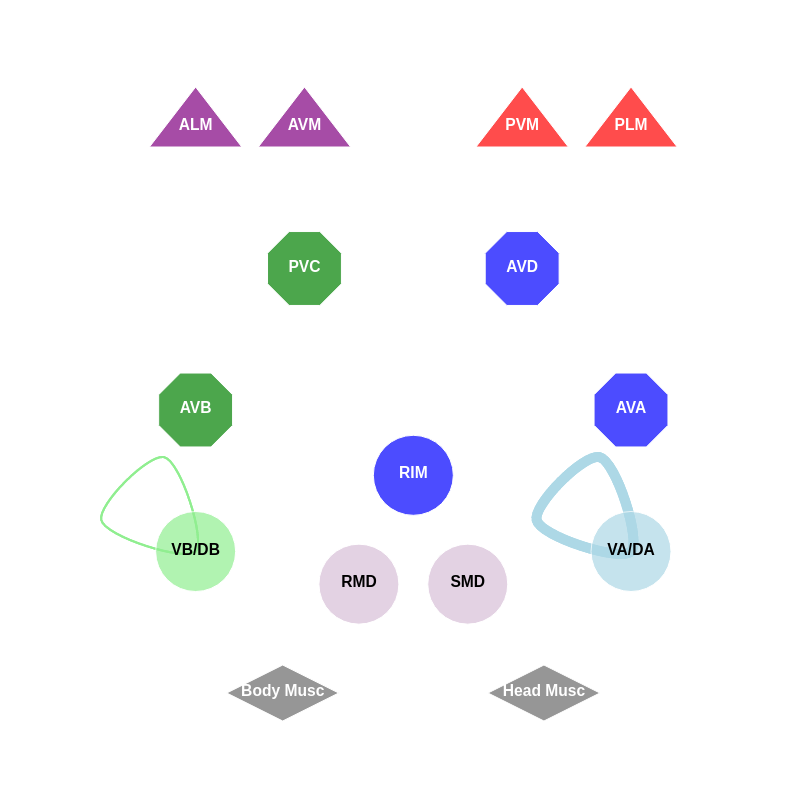 ALM
AVM
PVM
PLM
PVC
AVD
AVB
AVA
RIM
VB/DB
VA/DA
RMD
SMD
Body Musc
Head Musc